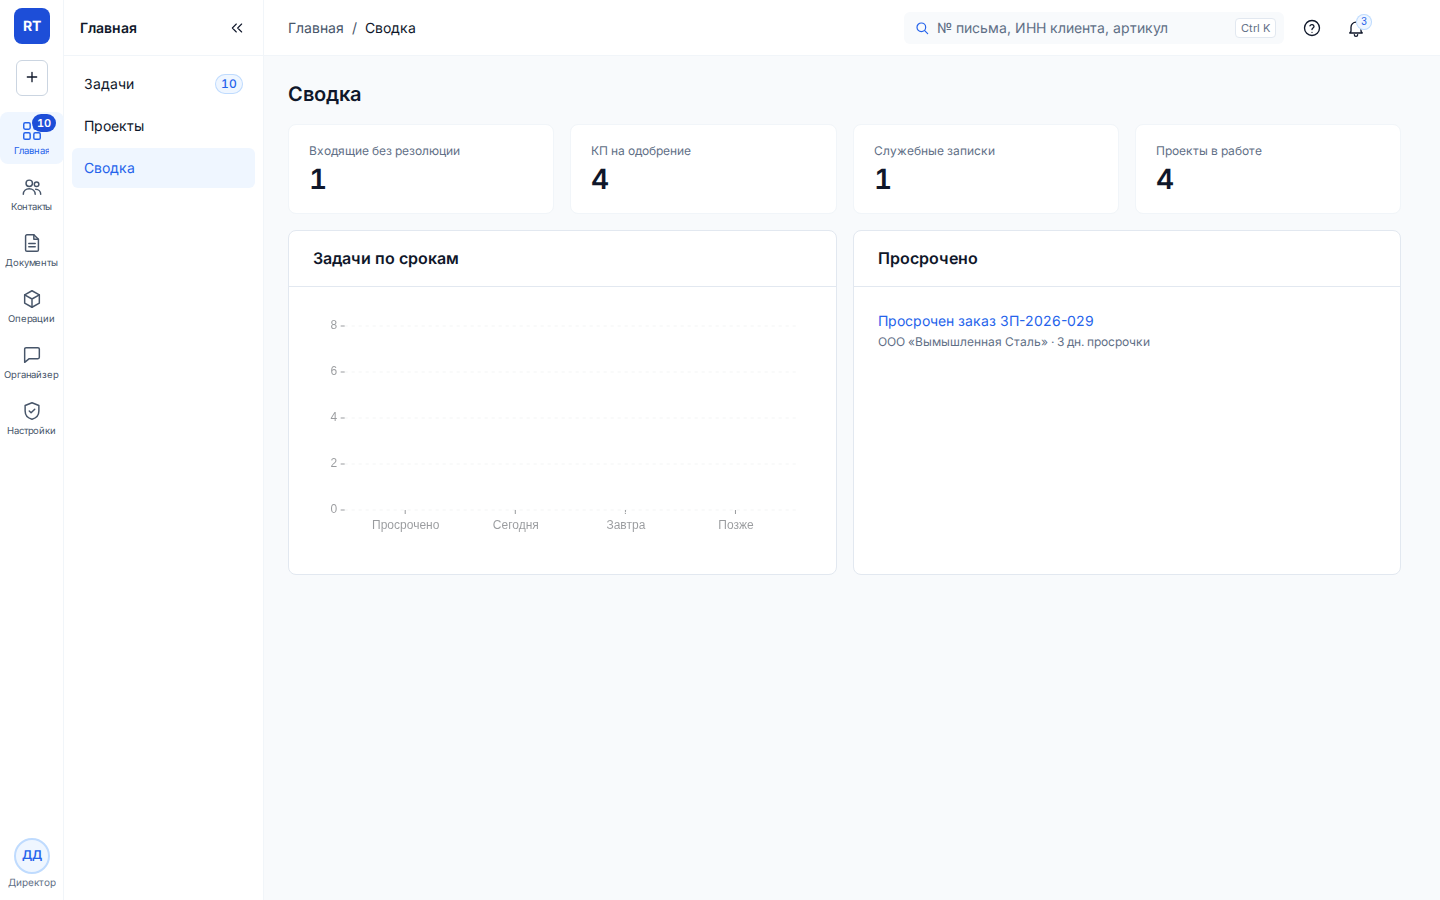 RT
Главная
Главная / Сводка
№ письма, ИНН клиента, артикул
Ctrl K
3
10
Главная
Контакты
Документы
Операции
Органайзер
Настройки
ДД
Директор
Задачи
10
Проекты
Сводка
Сводка
Входящие без резолюции
1
КП на одобрение
4
Служебные записки
1
Проекты в работе
4
Задачи по срокам
8
6
4
2
0
Просрочено
Сегодня
Завтра
Позже
Просрочено
Просрочен заказ ЗП-2026-029
ООО «Вымышленная Сталь» · 3 дн. просрочки